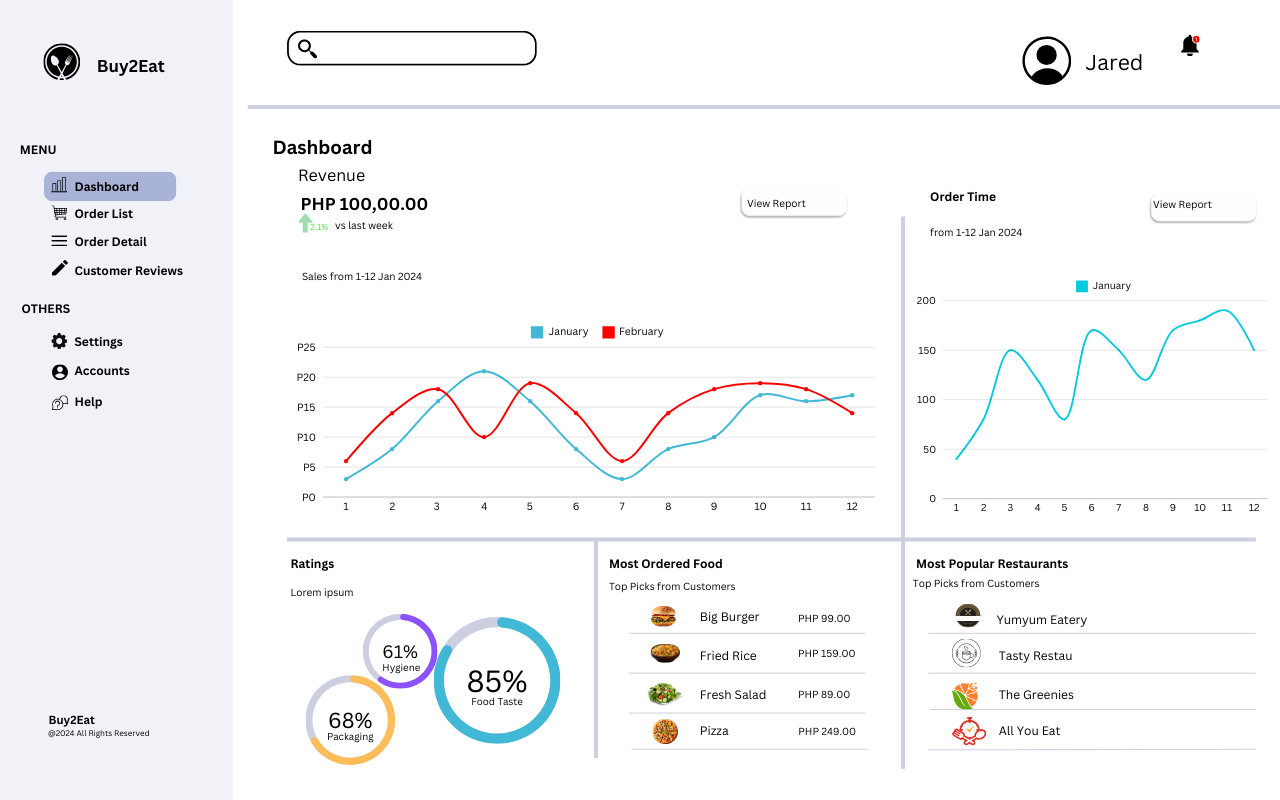 Buy2Eat
Jared
MENU
Dashboard
Order List
Order Detail
Customer Reviews
OTHERS
Settings
Accounts
Help
Buy2Eat
@2024 All Rights Reserved
Dashboard
Revenue
PHP 100,00.00
2.1% vs last week
View Report
Sales from 1-12 Jan 2024
January February
P25
P20
P15
P10
P5
P0
1 2 3 4 5 6 7 8 9 10 11 12
Order Time
View Report
from 1-12 Jan 2024
January
200
150
100
50
0
1 2 3 4 5 6 7 8 9 10 11 12
Ratings
Lorem ipsum
61%
Hygiene
85%
Food Taste
68%
Packaging
Most Ordered Food
Top Picks from Customers
Big Burger PHP 99.00
Fried Rice PHP 159.00
Fresh Salad PHP 89.00
Pizza PHP 249.00
Most Popular Restaurants
Top Picks from Customers
Yumyum Eatery
Tasty Restau
The Greenies
All You Eat